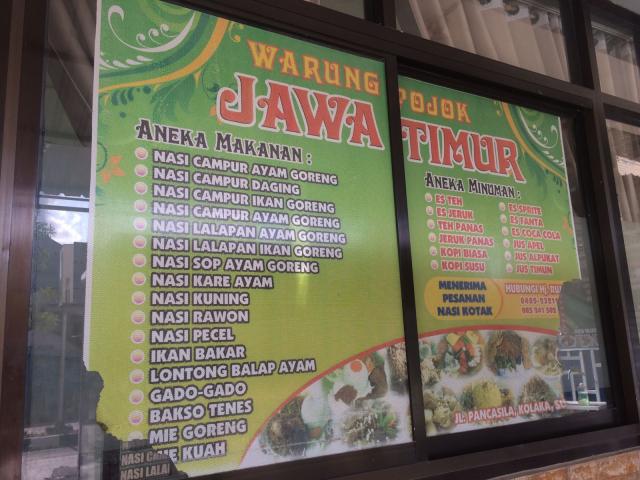 WARUNG POJOK
JAWA TIMUR
ANEKA MAKANAN :
NASI CAMPUR AYAM GORENG
NASI CAMPUR DAGING
NASI CAMPUR IKAN GORENG
NASI CAMPUR AYAM GORENG
NASI LALAPAN AYAM GORENG
NASI LALAPAN IKAN GORENG
NASI SOP AYAM GORENG
NASI KARE AYAM
NASI KUNING
NASI RAWON
NASI PECEL
IKAN BAKAR
LONTONG BALAP AYAM
GADO-GADO
BAKSO TENES
MIE GORENG
KUAH
NASI
NASI LALAI
ANEKA MINUMAN :
ES TEH
ES JERUK
TEH PANAS
JERUK PANAS
KOPI BIASA
KOPI SUSU
ES SPRITE
ES FANTA
ES COCA COLA
JUS APEL
JUS ALPUKAT
JUS TIMUN
MENERIMA
PESANAN
NASI KOTAK
HUBUNGI HJ.
JL. PANCASILA, KOLAKA,